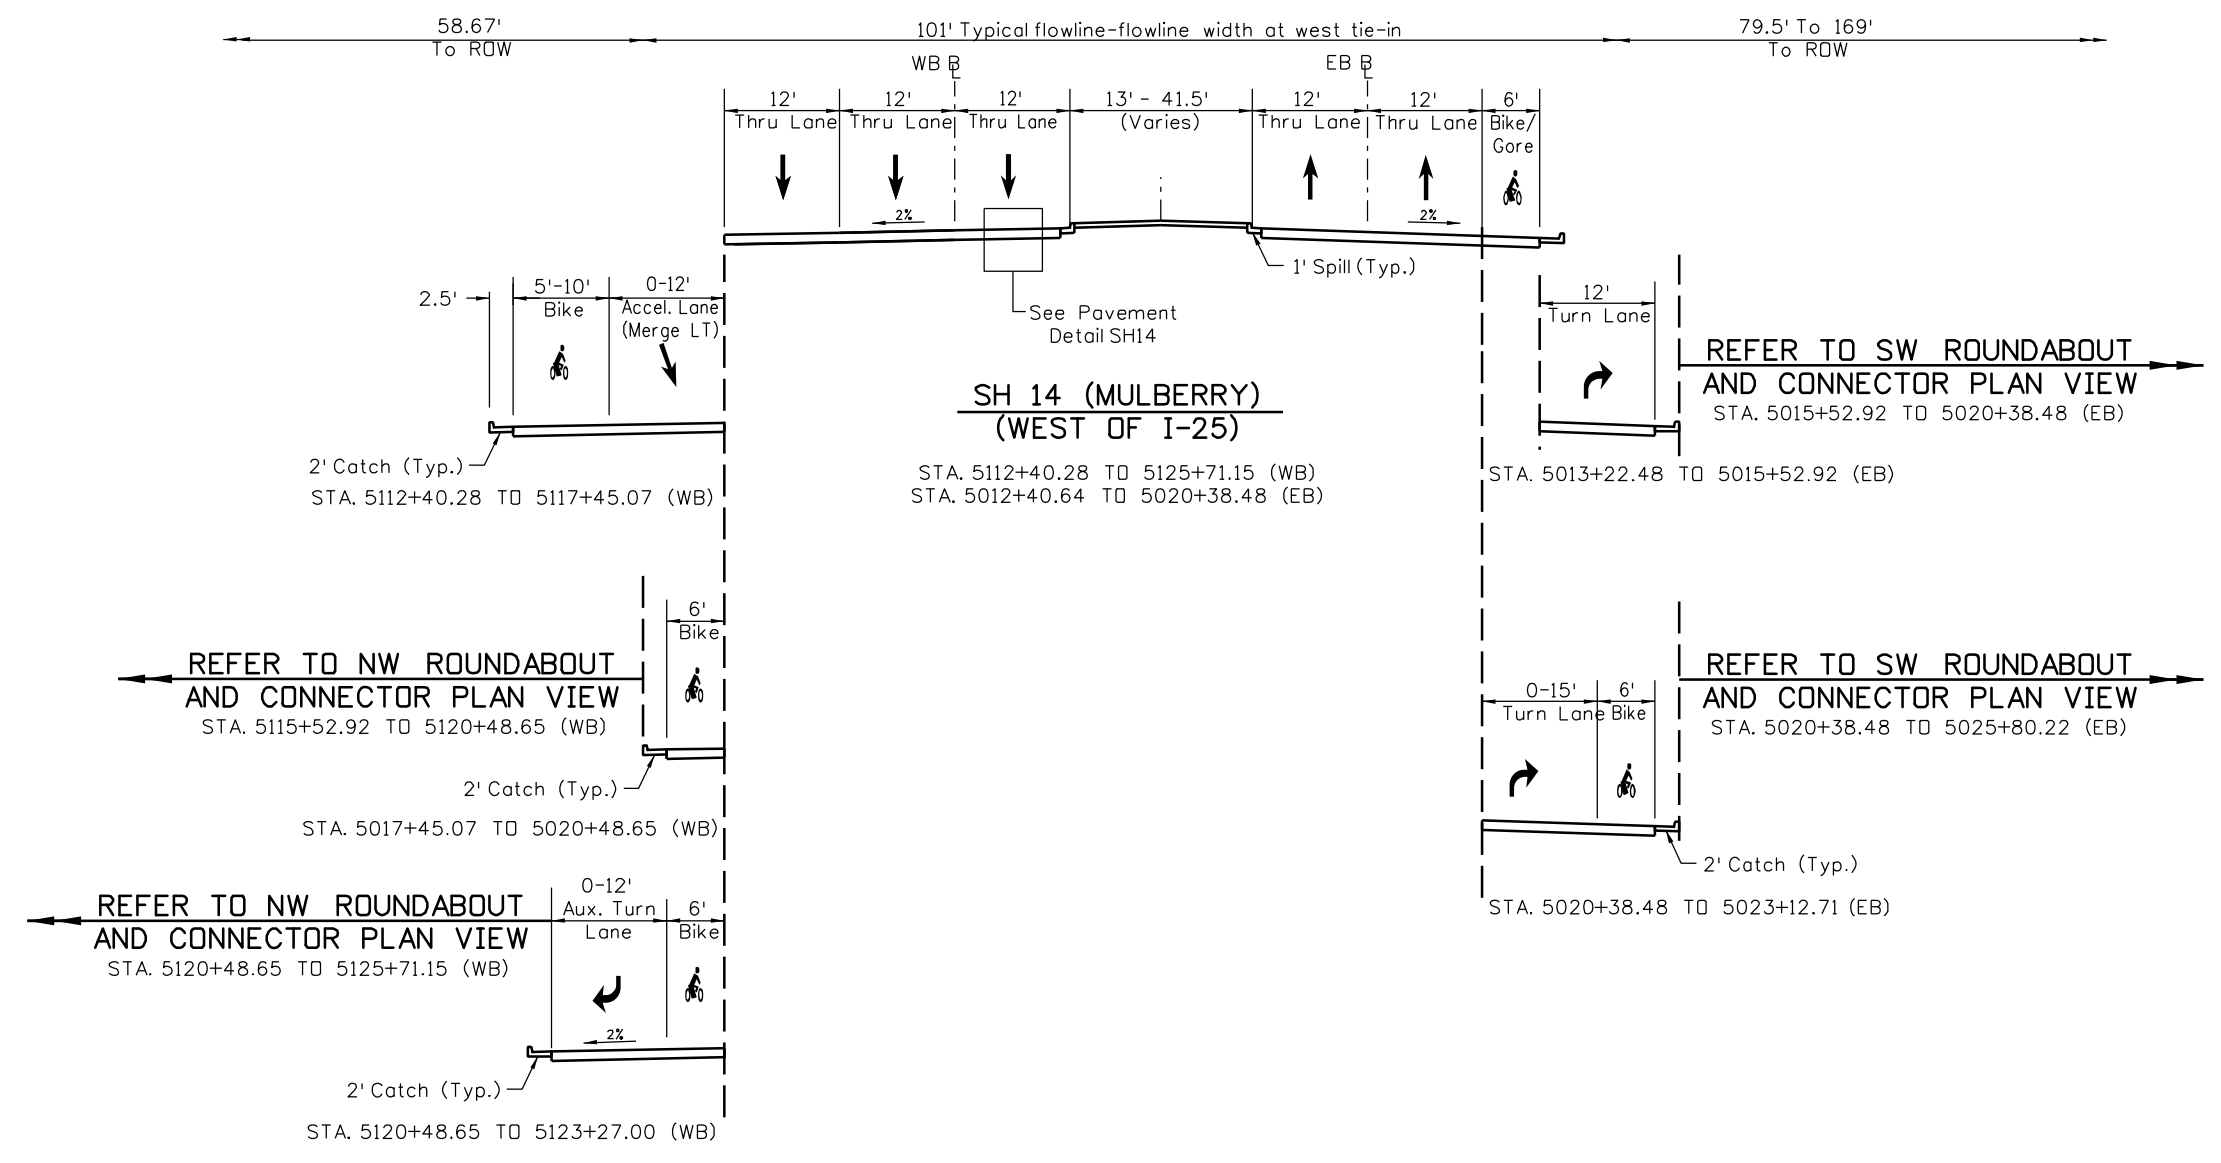 58.67'
To ROW
101' Typical flowline-flowline width at west tie-in
79.5' To 169'
To ROW
WB B
EB B
12'
Thru Lane
12'
Thru Lane
12'
Thru Lane
13' - 41.5'
(Varies)
12'
Thru Lane
12'
Thru Lane
6'
Bike/
Gore
2%
2%
1' Spill (Typ.)
See Pavement
Detail SH14
2.5'
5'-10'
Bike
0-12'
Accel. Lane
(Merge LT)
2' Catch (Typ.)
STA. 5112+40.28 TO 5117+45.07 (WB)
SH 14 (MULBERRY)
(WEST OF I-25)
STA. 5112+40.28 TO 5125+71.15 (WB)
STA. 5012+40.64 TO 5020+38.48 (EB)
12'
Turn Lane
STA. 5013+22.48 TO 5015+52.92 (EB)
REFER TO SW ROUNDABOUT
AND CONNECTOR PLAN VIEW
STA. 5015+52.92 TO 5020+38.48 (EB)
REFER TO NW ROUNDABOUT
AND CONNECTOR PLAN VIEW
STA. 5115+52.92 TO 5120+48.65 (WB)
6'
Bike
2' Catch (Typ.)
STA. 5017+45.07 TO 5020+48.65 (WB)
0-15'
Turn Lane
6'
Bike
REFER TO SW ROUNDABOUT
AND CONNECTOR PLAN VIEW
STA. 5020+38.48 TO 5025+80.22 (EB)
2' Catch (Typ.)
STA. 5020+38.48 TO 5023+12.71 (EB)
REFER TO NW ROUNDABOUT
AND CONNECTOR PLAN VIEW
STA. 5120+48.65 TO 5125+71.15 (WB)
0-12'
Aux. Turn
Lane
6'
Bike
2%
2' Catch (Typ.)
STA. 5120+48.65 TO 5123+27.00 (WB)